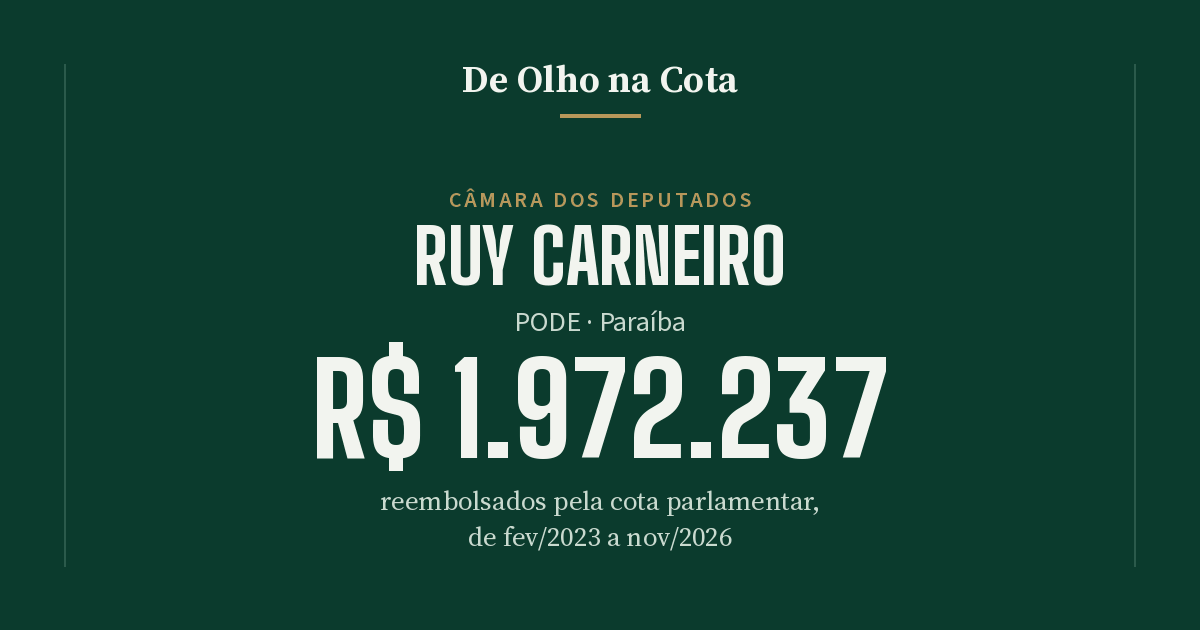 De Olho na Cota
CÂMARA DOS DEPUTADOS
RUY CARNEIRO
PODE · Paraíba
R$ 1.972.237
reembolsados pela cota parlamentar,
de fev/2023 a nov/2026